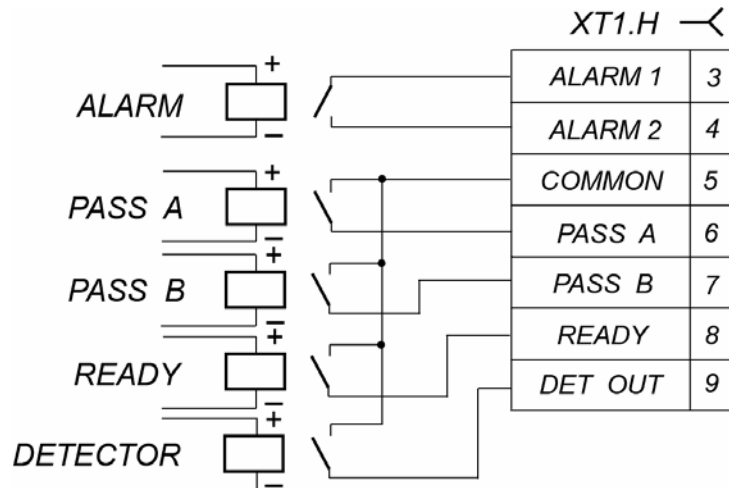 XT1.H
ALARM
+
−
ALARM 1
3
ALARM 2
4
PASS A
+
−
COMMON
5
PASS A
6
PASS B
+
−
PASS B
7
READY
+
−
READY
8
DETECTOR
+
−
DET OUT
9